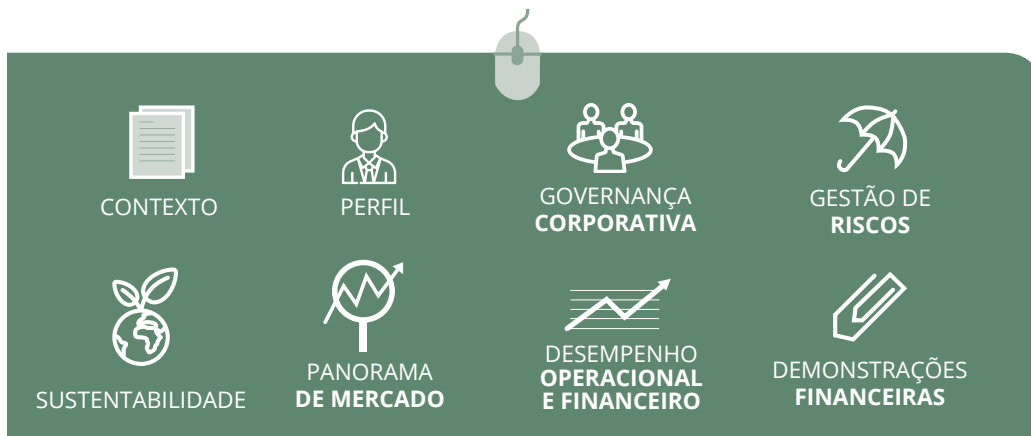 CONTEXTO
PERFIL
GOVERNANÇA
CORPORATIVA
GESTÃO DE
RISCOS
SUSTENTABILIDADE
PANORAMA
DE MERCADO
DESEMPENHO
OPERACIONAL
E FINANCEIRO
DEMONSTRAÇÕES
FINANCEIRAS